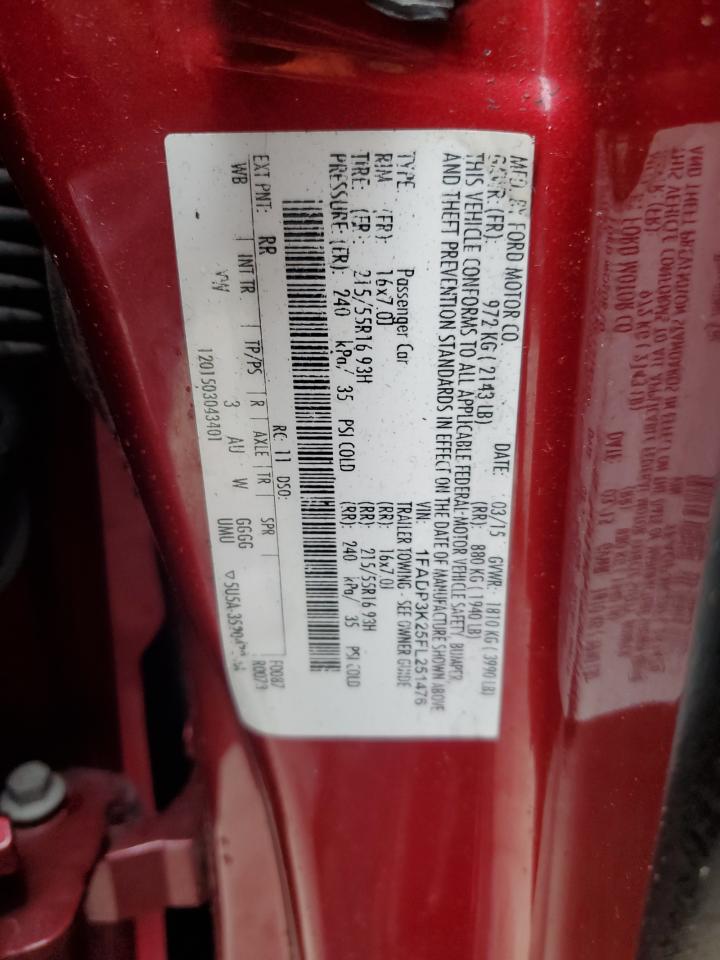 MFD. BY FORD MOTOR CO.
DATE: 03/15 GVWR: 1810 KG ( 3990 LB)
GAWR: (FR): 972 KG ( 2143 LB) (RR): 880 KG ( 1940 LB)
THIS VEHICLE CONFORMS TO ALL APPLICABLE FEDERAL MOTOR VEHICLE SAFETY, BUMPER,
AND THEFT PREVENTION STANDARDS IN EFFECT ON THE DATE OF MANUFACTURE SHOWN ABOVE
VIN: 1FADP3K25FL251476
TYPE: Passenger Car TRAILER TOWING - SEE OWNER GUIDE
RIM (FR): 16x7.0J (RR): 16x7.0J
TIRE: (FR): 215/55R16 93H (RR): 215/55R16 93H
PRESSURE: (FR): 240 kPa/ 35 PSI COLD (RR): 240 kPa/ 35 PSI COLD
RC: 11 DSO: F0087
EXT PNT: RR R0079
WB INT TR TP/PS R AXLE TR SPR
YW 3 AU W GGGG
UMU
1201503043401